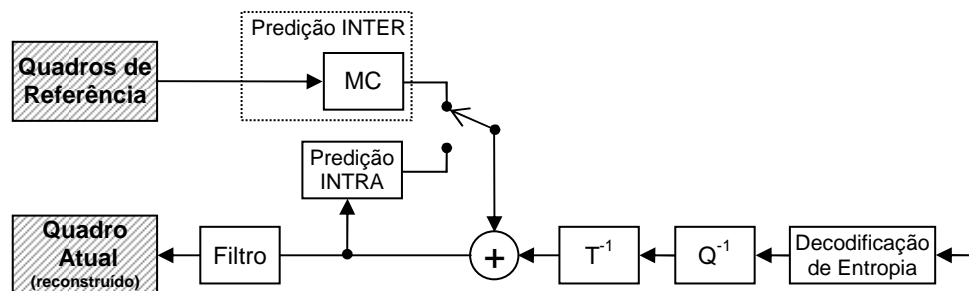 Predição INTER
Quadros de
Referência
MC
Predição
INTRA
Quadro
Atual
(reconstruído)
Filtro
+
T⁻¹
Q⁻¹
Decodificação
de Entropia